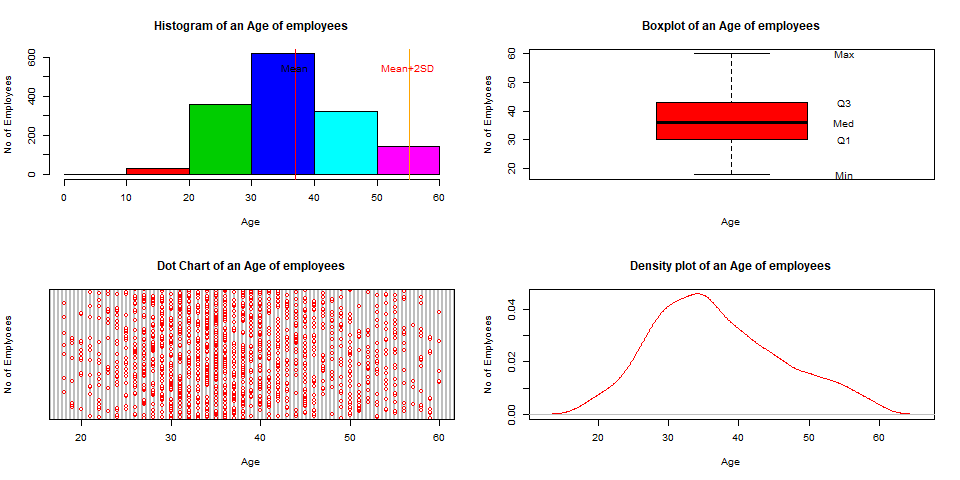 Histogram of an Age of employees
No of Employees
0
200
400
600
Mean
Mean+2SD
0 10 20 30 40 50 60
Age
Boxplot of an Age of employees
No of Emplyoees
20
30
40
50
60
Max
Q3
Med
Q1
Min
Age
Dot Chart of an Age of employees
No of Emplyoees
20 30 40 50 60
Age
Density plot of an Age of employees
No of Emplyoees
0.00
0.02
0.04
20 30 40 50 60
Age